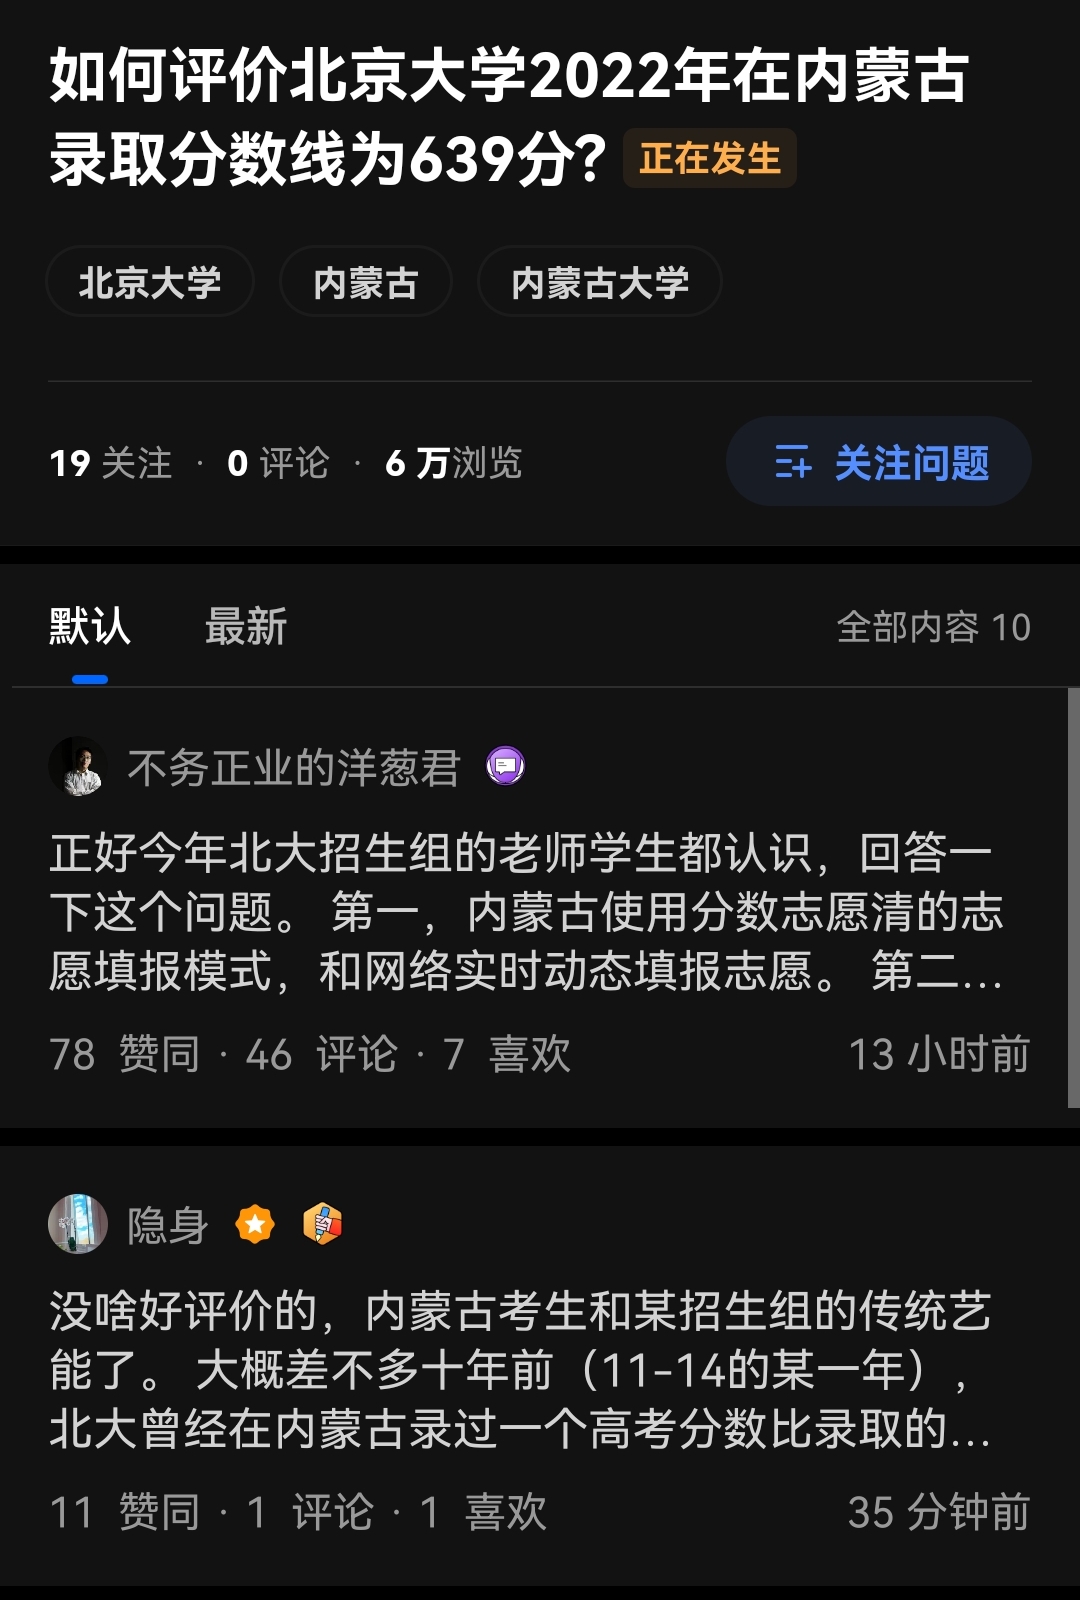 如何评价北京大学2022年在内蒙古
录取分数线为639分? 正在发生
北京大学 内蒙古 内蒙古大学
19 关注 · 0 评论 · 6 万浏览 关注问题
默认 最新 全部内容 10
不务正业的洋葱君
正好今年北大招生组的老师学生都认识，回答一
下这个问题。 第一，内蒙古使用分数志愿清的志
愿填报模式，和网络实时动态填报志愿。 第二...
78 赞同 · 46 评论 · 7 喜欢 13 小时前
隐身
没啥好评价的，内蒙古考生和某招生组的传统艺
能了。 大概差不多十年前（11-14的某一年），
北大曾经在内蒙古录过一个高考分数比录取的...
11 赞同 · 1 评论 · 1 喜欢 35 分钟前